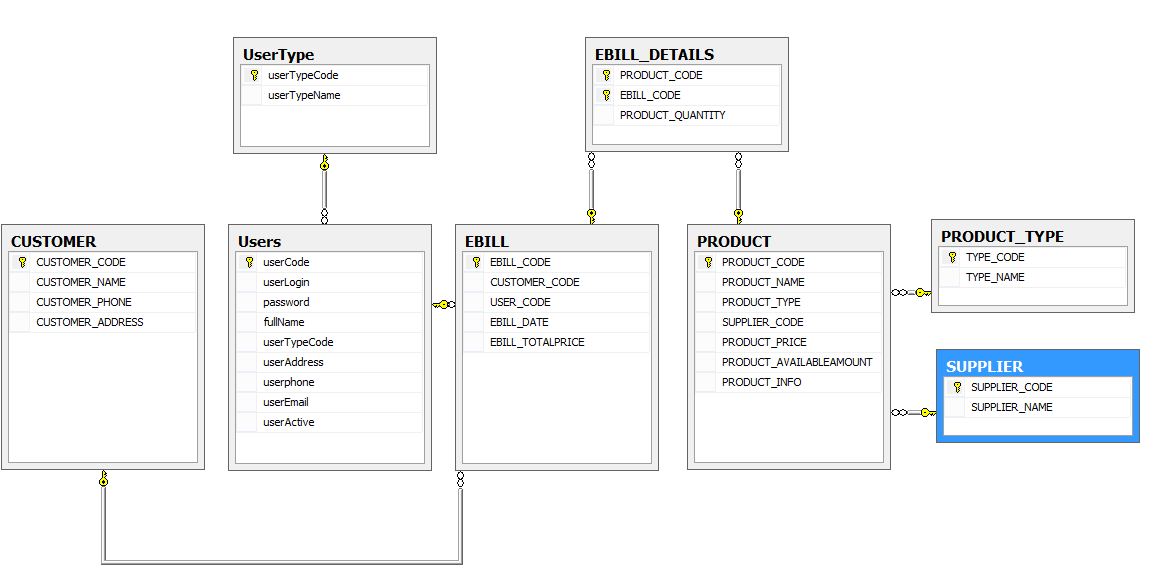 UserType
userTypeCode
userTypeName
EBILL_DETAILS
PRODUCT_CODE
EBILL_CODE
PRODUCT_QUANTITY
CUSTOMER
CUSTOMER_CODE
CUSTOMER_NAME
CUSTOMER_PHONE
CUSTOMER_ADDRESS
Users
userCode
userLogin
password
fullName
userTypeCode
userAddress
userphone
userEmail
userActive
EBILL
EBILL_CODE
CUSTOMER_CODE
USER_CODE
EBILL_DATE
EBILL_TOTALPRICE
PRODUCT
PRODUCT_CODE
PRODUCT_NAME
PRODUCT_TYPE
SUPPLIER_CODE
PRODUCT_PRICE
PRODUCT_AVAILABLEAMOUNT
PRODUCT_INFO
PRODUCT_TYPE
TYPE_CODE
TYPE_NAME
SUPPLIER
SUPPLIER_CODE
SUPPLIER_NAME